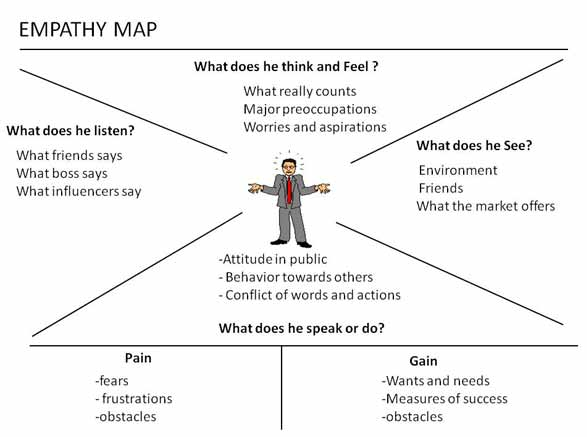 EMPATHY MAP
What does he think and Feel ?
What really counts
Major preoccupations
Worries and aspirations
What does he listen?
What friends says
What boss says
What influencers say
What does he See?
Environment
Friends
What the market offers
-Attitude in public
- Behavior towards others
- Conflict of words and actions
What does he speak or do?
Pain
-fears
- frustrations
-obstacles
Gain
-Wants and needs
-Measures of success
-obstacles